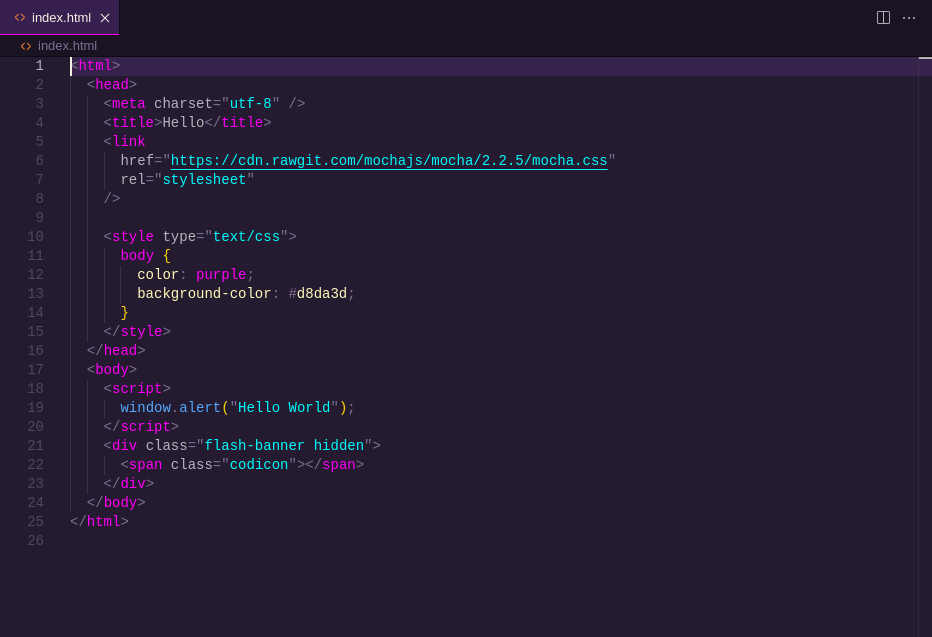 index.html
index.html
1 <html>
2 <head>
3 <meta charset="utf-8" />
4 <title>Hello</title>
5 <link
6 href="https://cdn.rawgit.com/mochajs/mocha/2.2.5/mocha.css"
7 rel="stylesheet"
8 />
9
10 <style type="text/css">
11 body {
12 color: purple;
13 background-color: #d8da3d;
14 }
15 </style>
16 </head>
17 <body>
18 <script>
19 window.alert("Hello World");
20 </script>
21 <div class="flash-banner hidden">
22 <span class="codicon"></span>
23 </div>
24 </body>
25 </html>
26